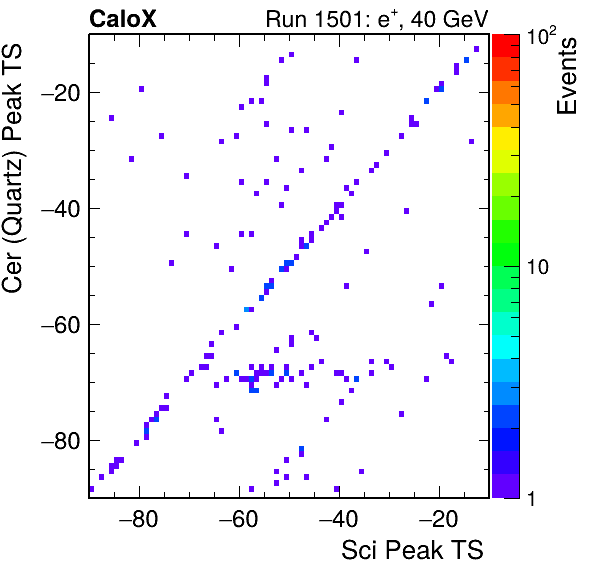 CaloX Run 1501: e⁺, 40 GeV
Cer (Quartz) Peak TS
−20
−40
−60
−80
−80 −60 −40 −20
Sci Peak TS
10²
10
1
Events